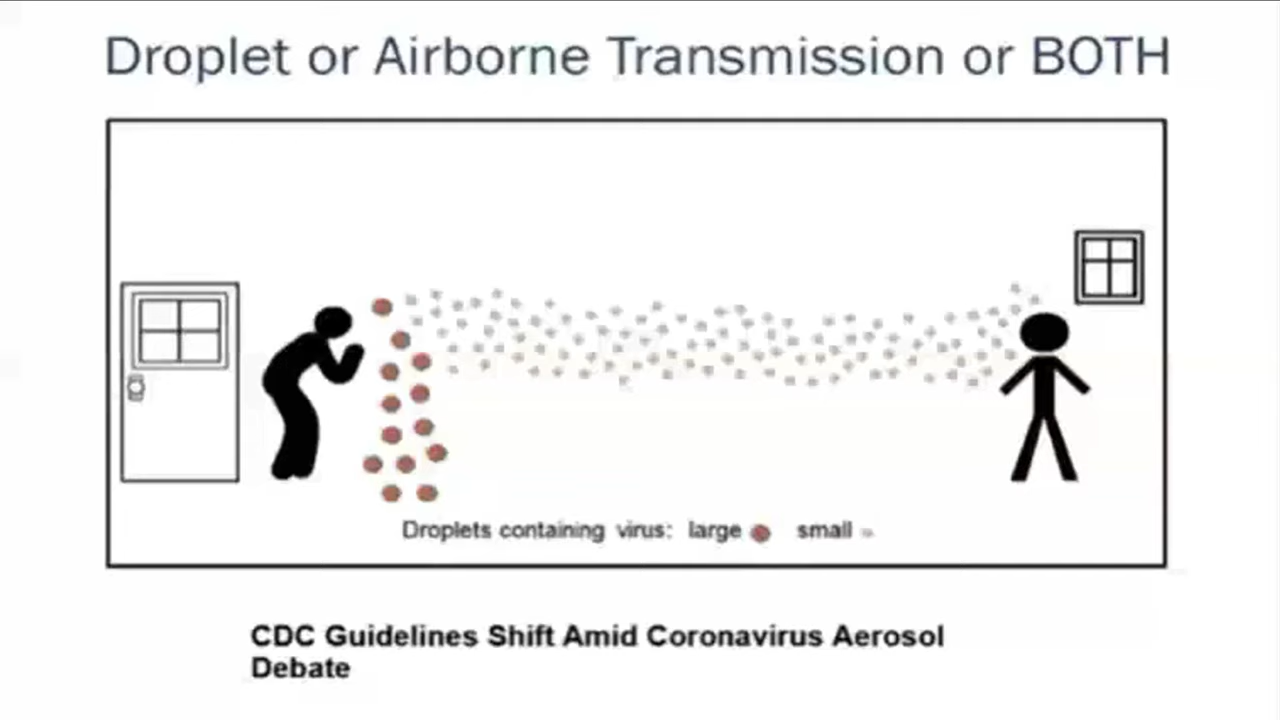 Droplet or Airborne Transmission or BOTH
Droplets containing virus: large small
CDC Guidelines Shift Amid Coronavirus Aerosol
Debate